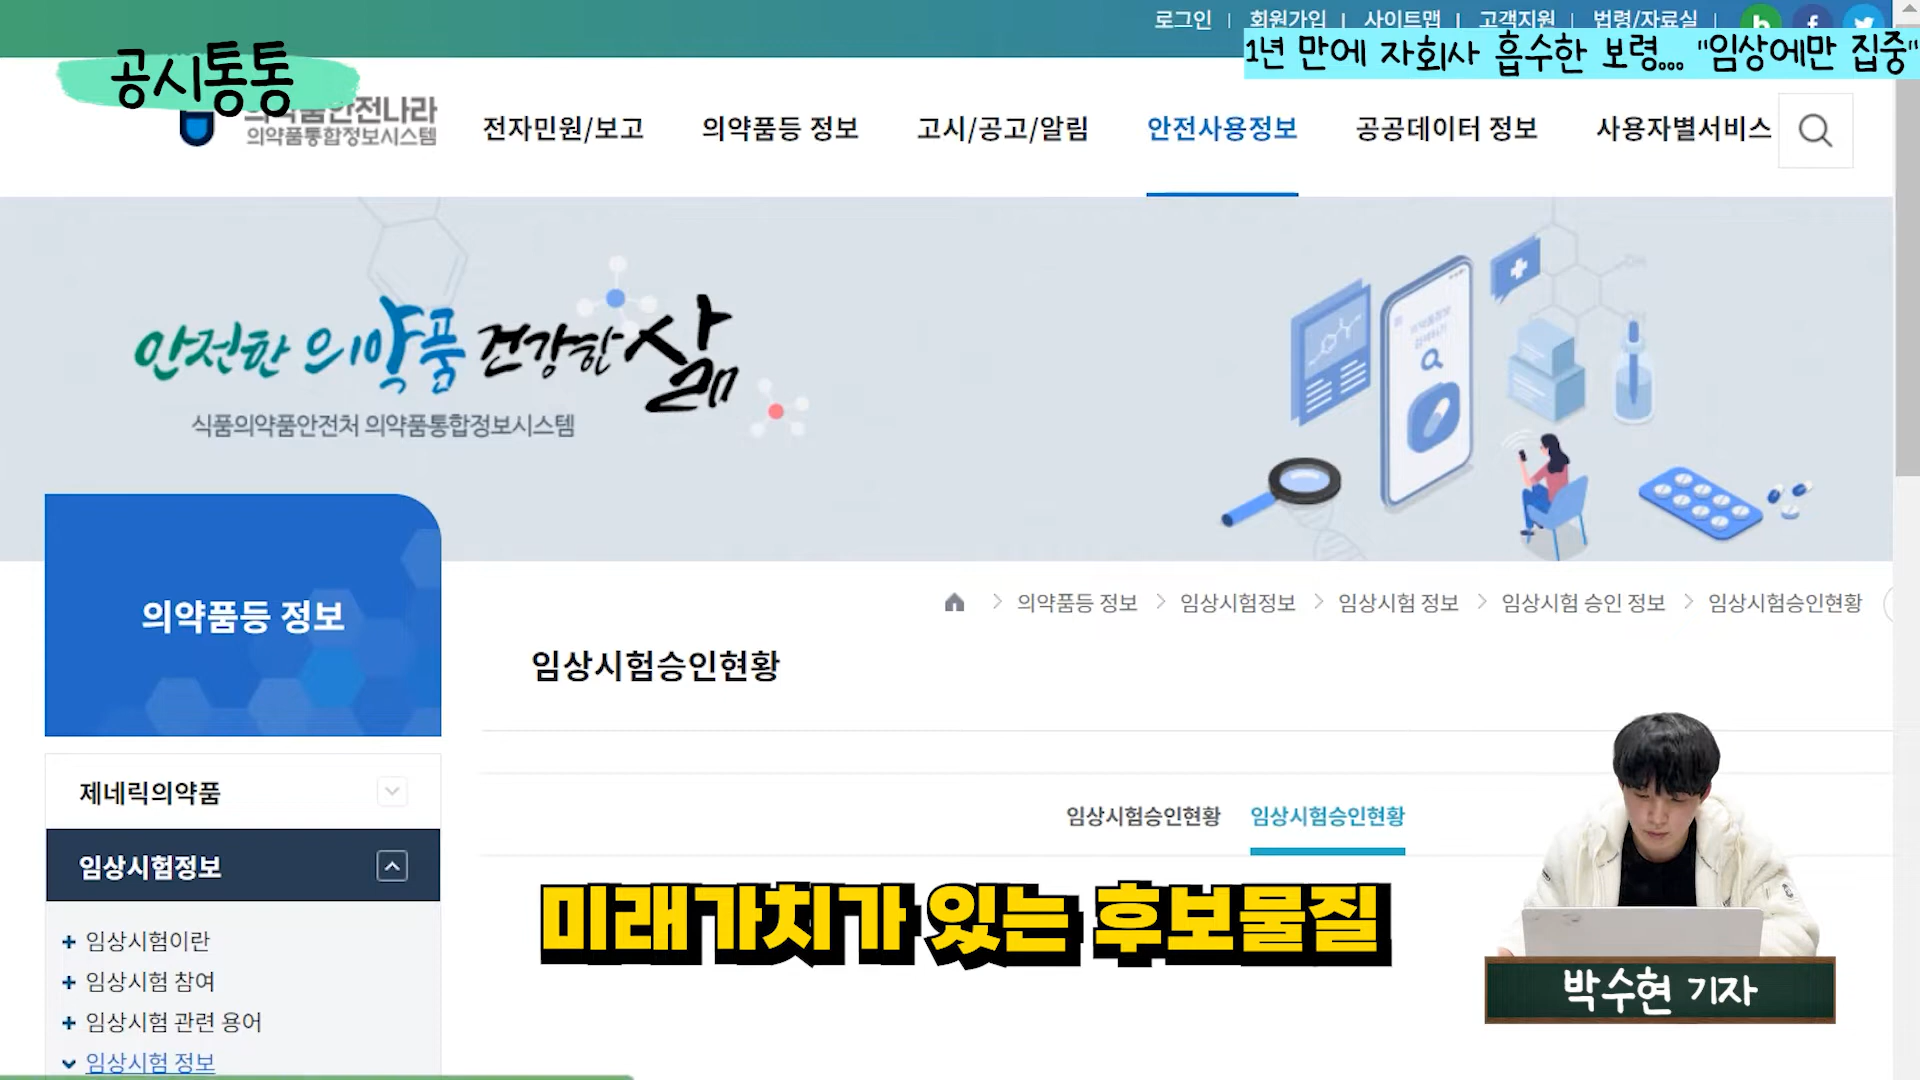 로그인 | 회원가입 | 사이트맵 | 고객지원 | 법령/자료실 |
1년 만에 자회사 흡수한 보령... "임상에만 집중"
공시통통
의약품안전나라
의약품통합정보시스템
전자민원/보고 의약품등 정보 고시/공고/알림 안전사용정보 공공데이터 정보 사용자별서비스
안전한 의약품 건강한 삶
식품의약품안전처 의약품통합정보시스템
의약품등 정보
의약품등 정보 > 임상시험정보 > 임상시험 정보 > 임상시험 승인 정보 > 임상시험승인현황
임상시험승인현황
제네릭의약품
임상시험승인현황 임상시험승인현황
임상시험정보
미래가치가 있는 후보물질
임상시험이란
임상시험 참여
임상시험 관련 용어
임상시험 정보
박수현 기자